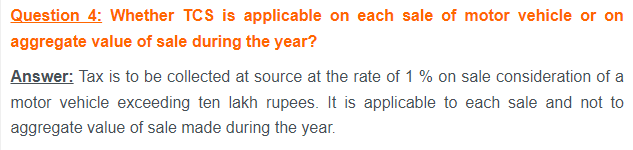 Question 4: Whether TCS is applicable on each sale of motor vehicle or on
aggregate value of sale during the year?
Answer: Tax is to be collected at source at the rate of 1 % on sale consideration of a
motor vehicle exceeding ten lakh rupees. It is applicable to each sale and not to
aggregate value of sale made during the year.